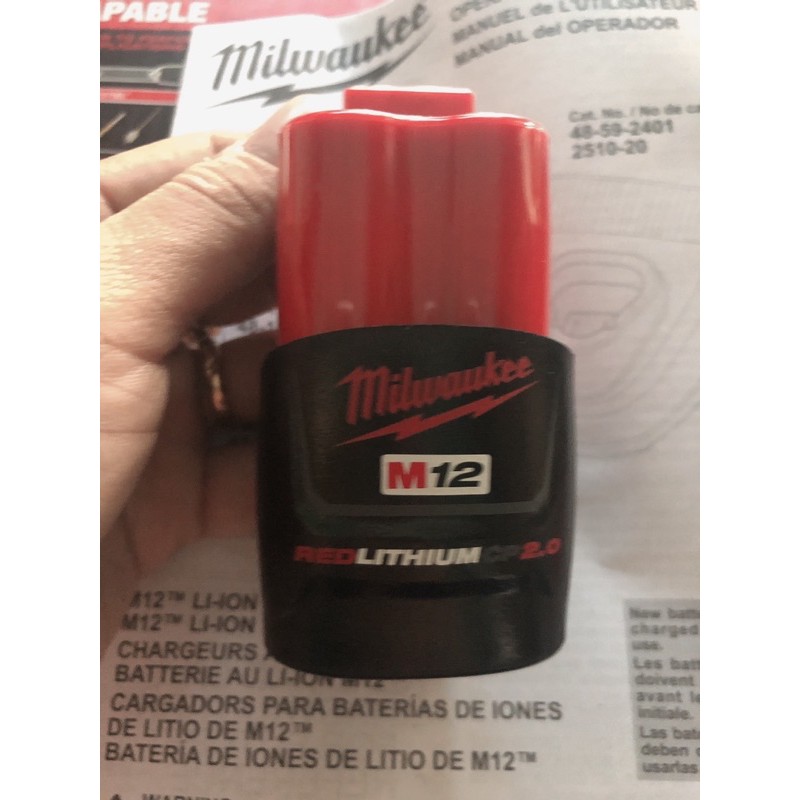 PABLE
Milwaukee
MANUEL de L'UTILISATEUR
MANUAL del OPERADOR
Cat. No. / No de ca
48-59-2401
2510-20
Milwaukee
M12
REDLITHIUM CP2.0
M12™ LI-ION
M12™ LI-ION
CHARGEURS
BATTERIE AU LI-ION M12™
CARGADORS PARA BATERÍAS DE IONES
DE LITIO DE M12™
BATERÍA DE IONES DE LITIO DE M12™
WARNING
New batte
charged
use.
Les batt
doivent
avant le
initiale.
Las bate
deben c
usarlas